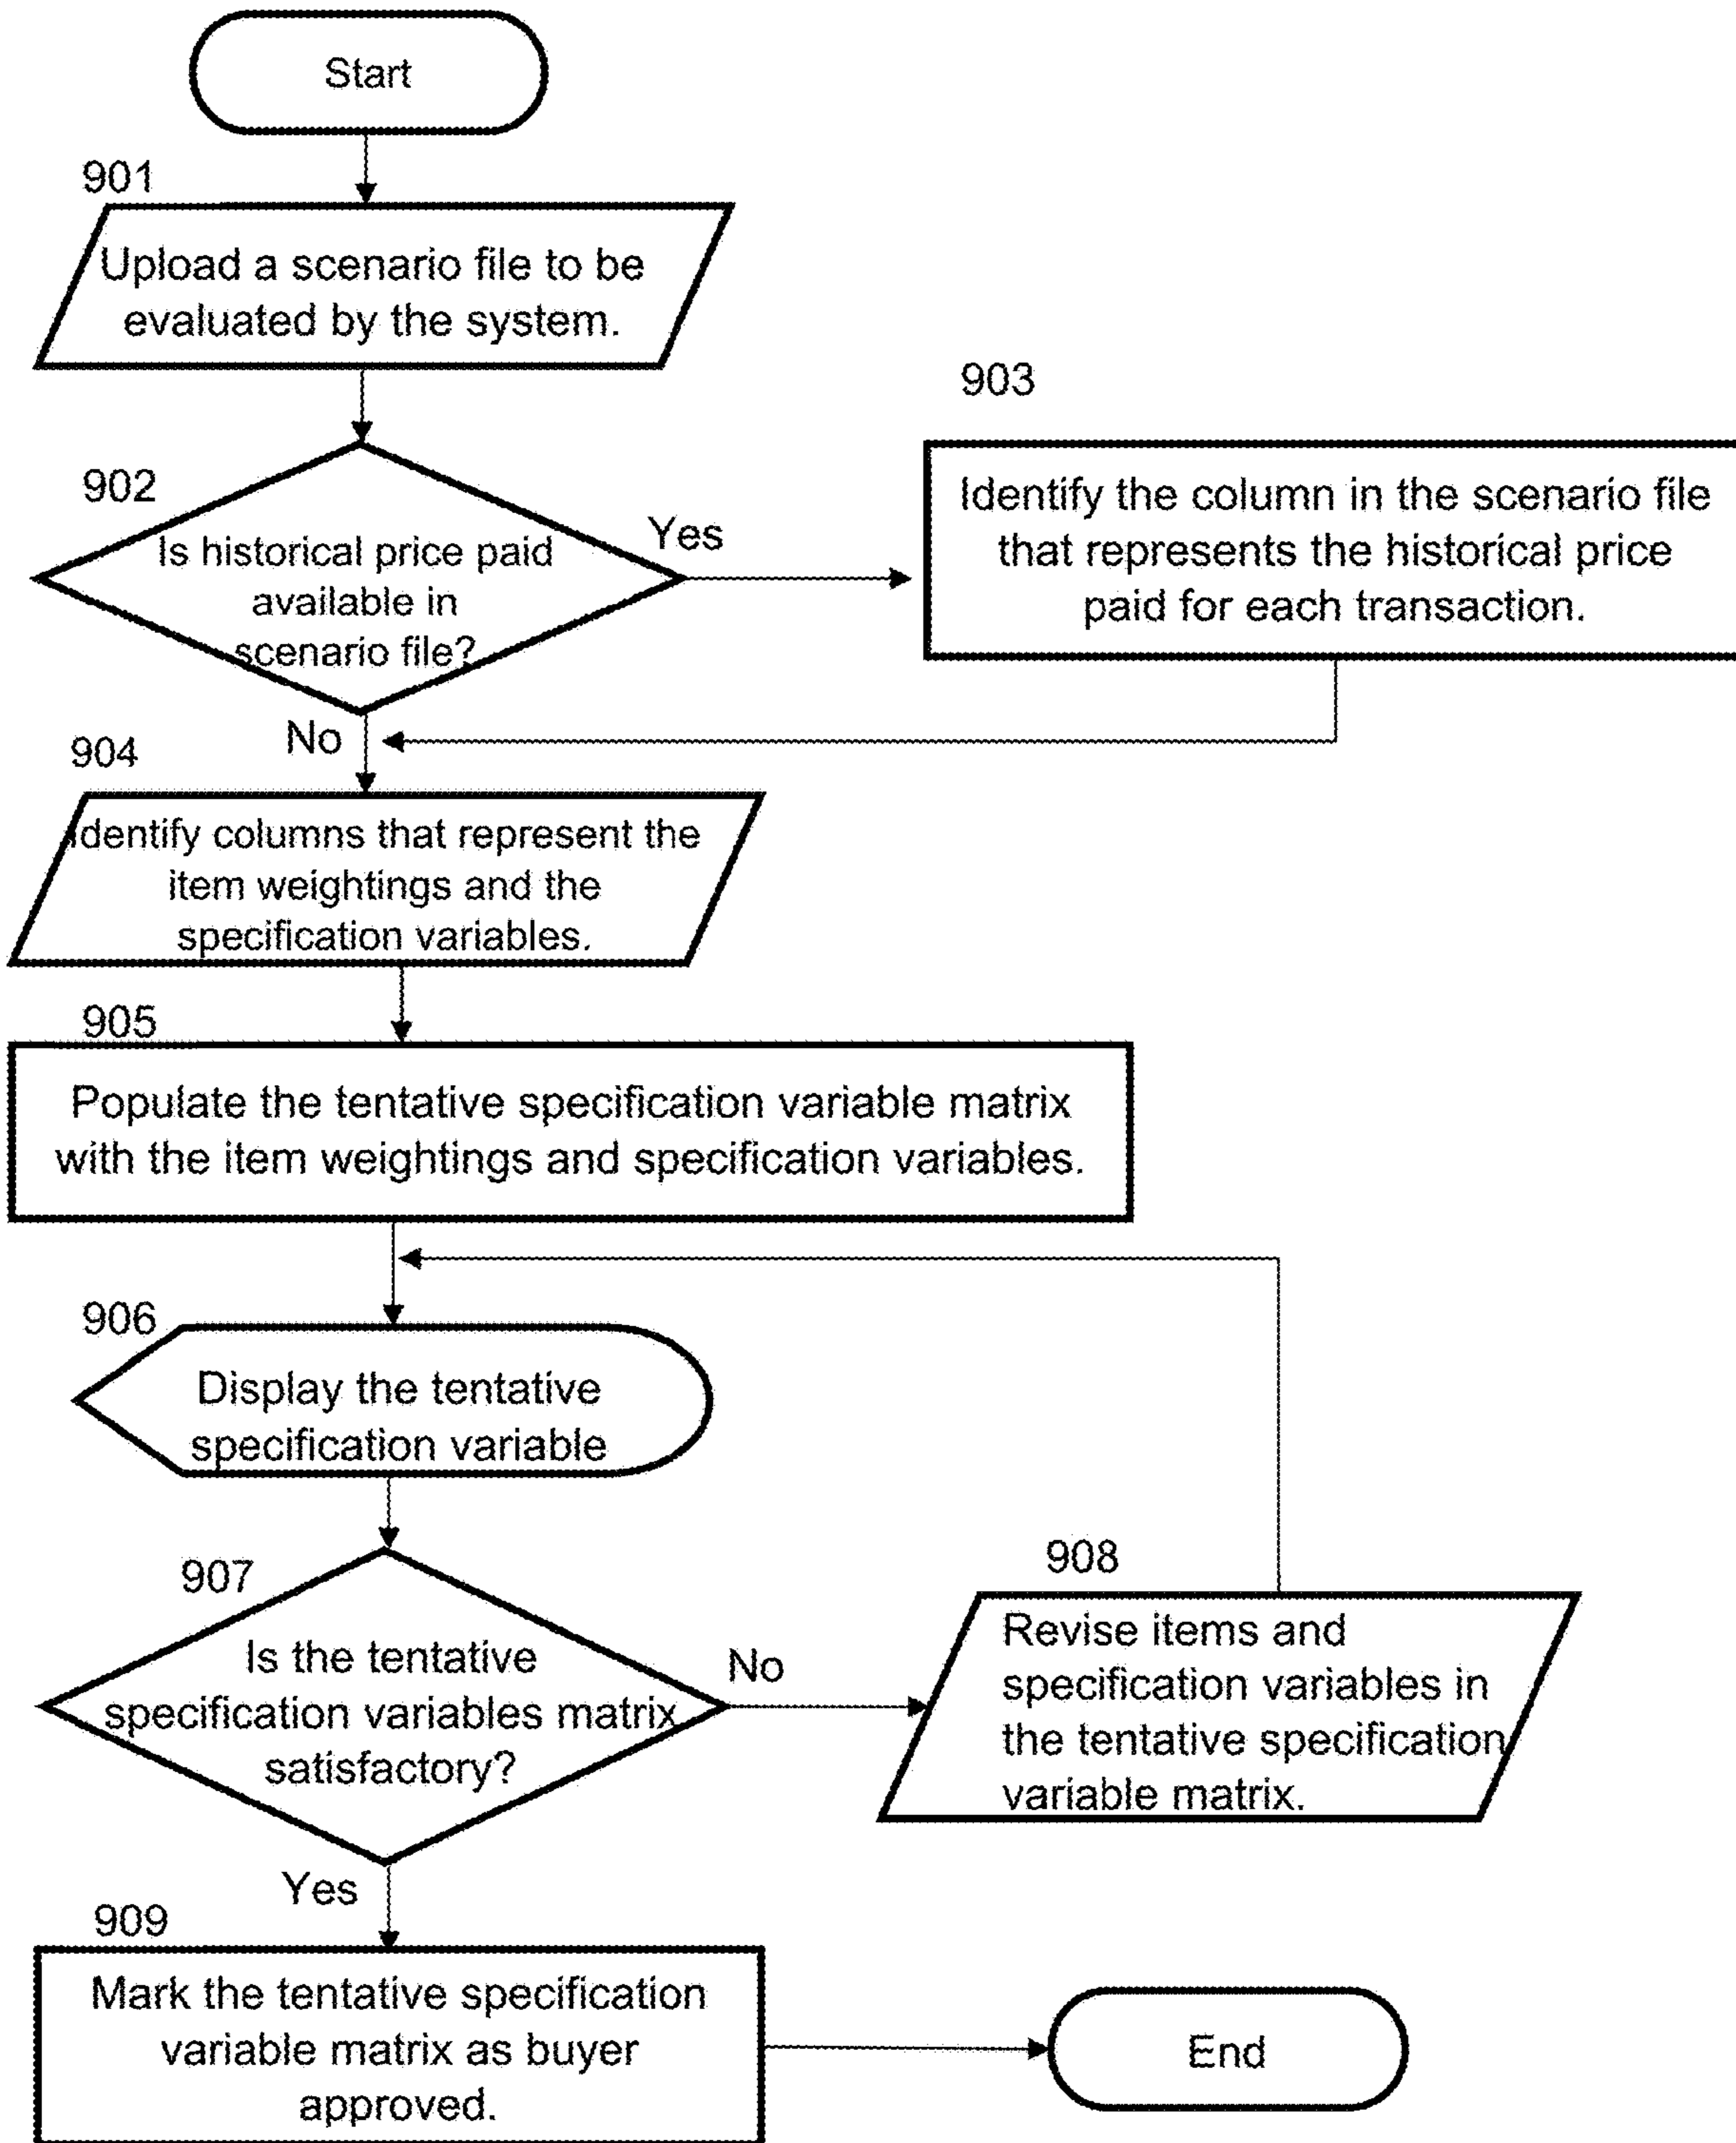 Start
901
Upload a scenario file to be
evaluated by the system.
902
Is historical price paid
available in
scenario file?
Yes
903
Identify the column in the scenario file
that represents the historical price
paid for each transaction.
No
904
Identify columns that represent the
item weightings and the
specification variables.
905
Populate the tentative specification variable matrix
with the item weightings and specification variables.
906
Display the tentative
specification variable
907
Is the tentative
specification variables matrix
satisfactory?
No
908
Revise items and
specification variables in
the tentative specification
variable matrix.
Yes
909
Mark the tentative specification
variable matrix as buyer
approved.
End